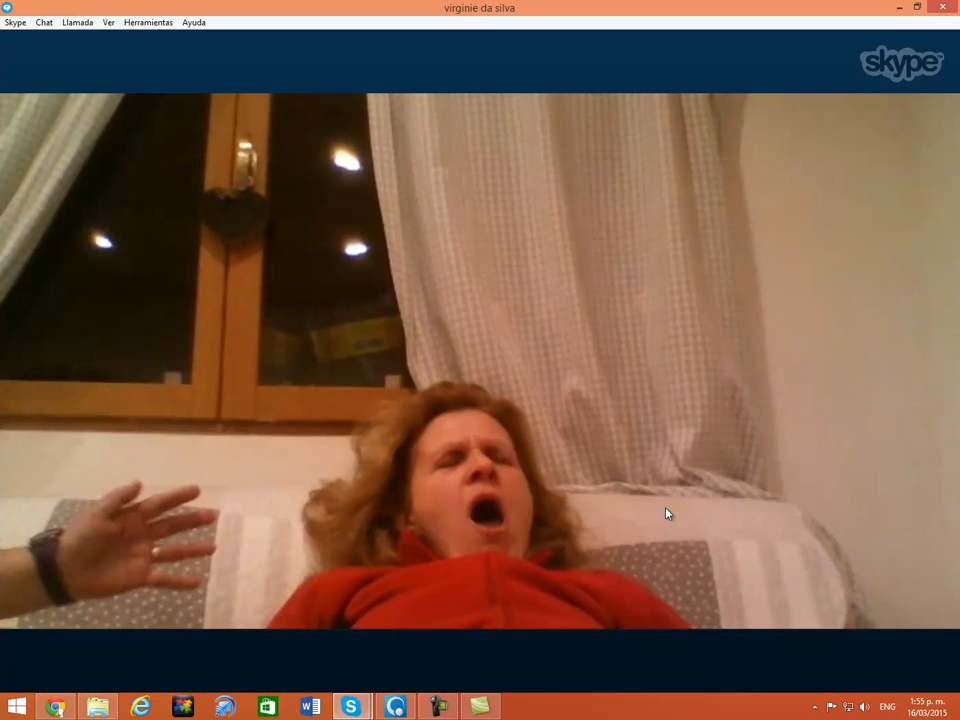 virginie da silva
Skype Chat Llamada Ver Herramientas Ayuda
skype
ENG
1:55 p. m.
16/03/2015